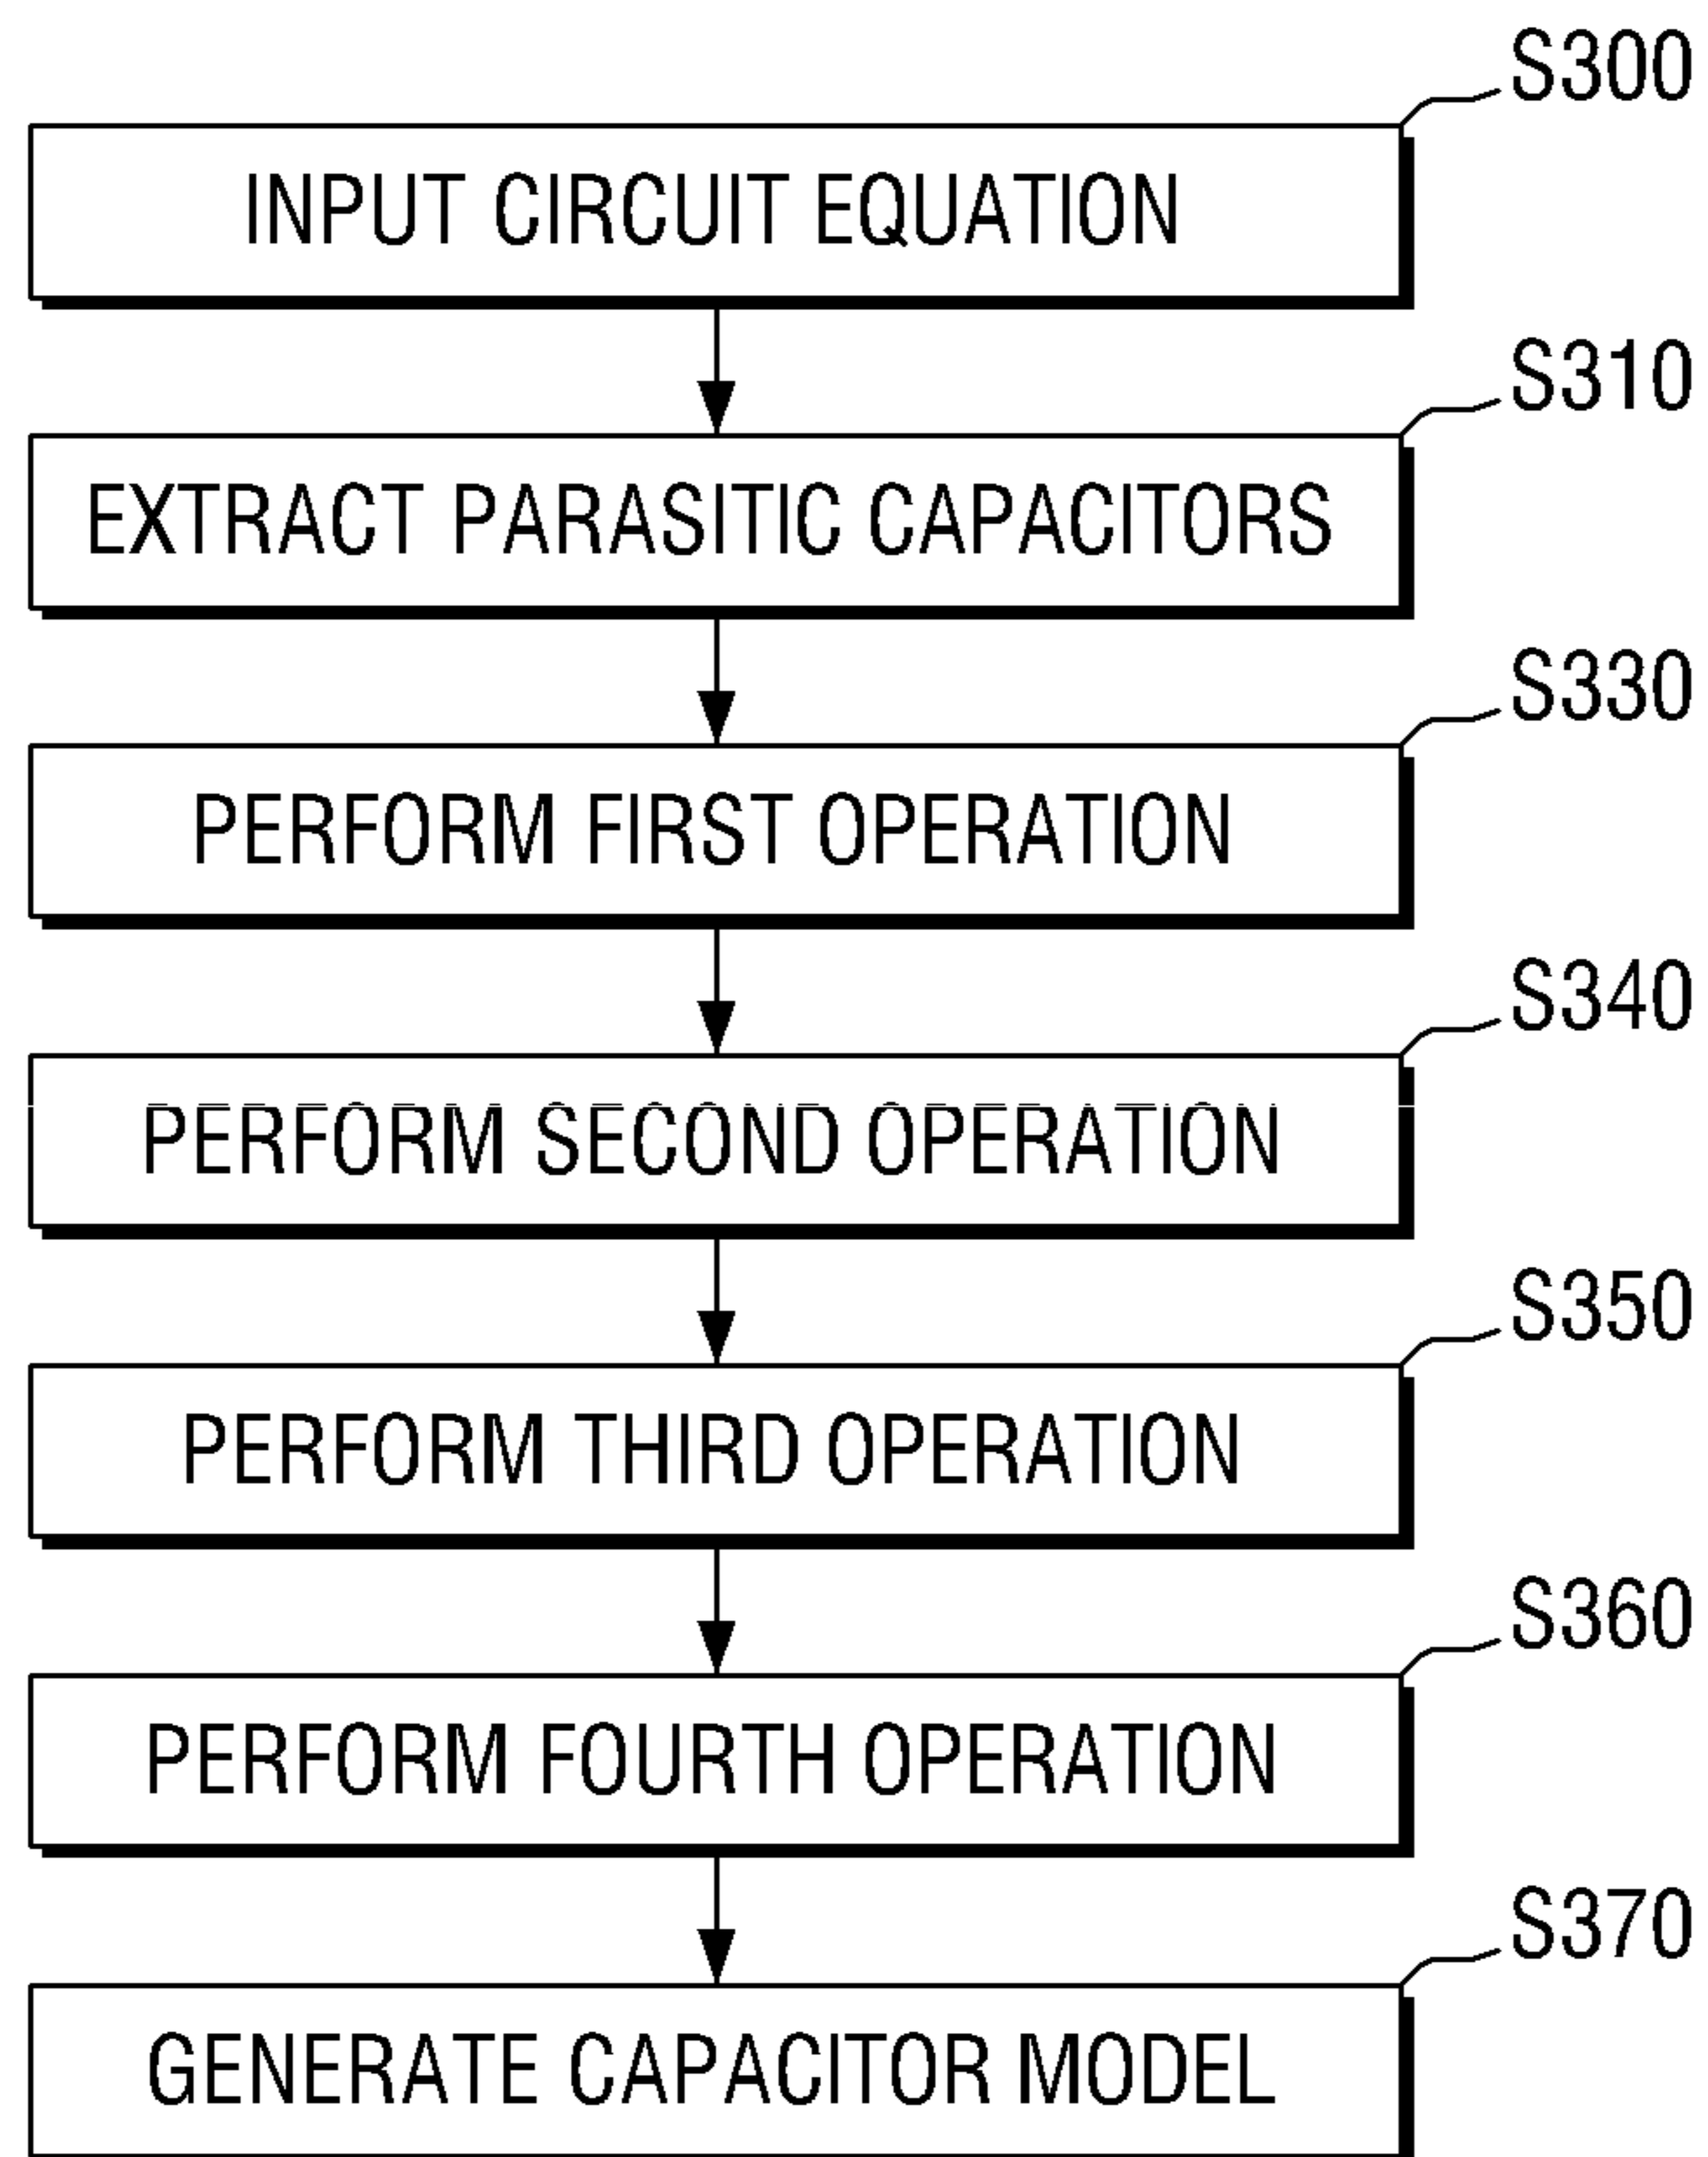 S300
INPUT CIRCUIT EQUATION
S310
EXTRACT PARASITIC CAPACITORS
S330
PERFORM FIRST OPERATION
S340
PERFORM SECOND OPERATION
S350
PERFORM THIRD OPERATION
S360
PERFORM FOURTH OPERATION
S370
GENERATE CAPACITOR MODEL